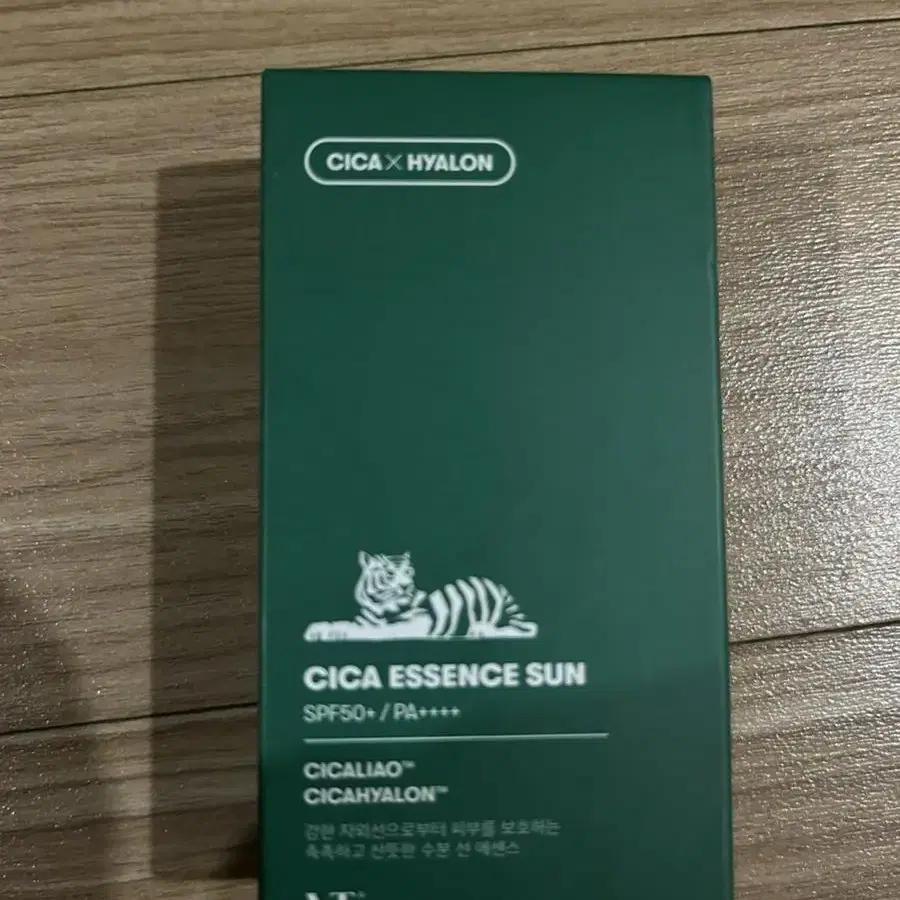 CICA×HYALON
CICA ESSENCE SUN
SPF50+ / PA++++
CICALIAO™
CICAHYALON™
강한 자외선으로부터 피부를 보호하는
촉촉하고 산뜻한 수분 선 에센스